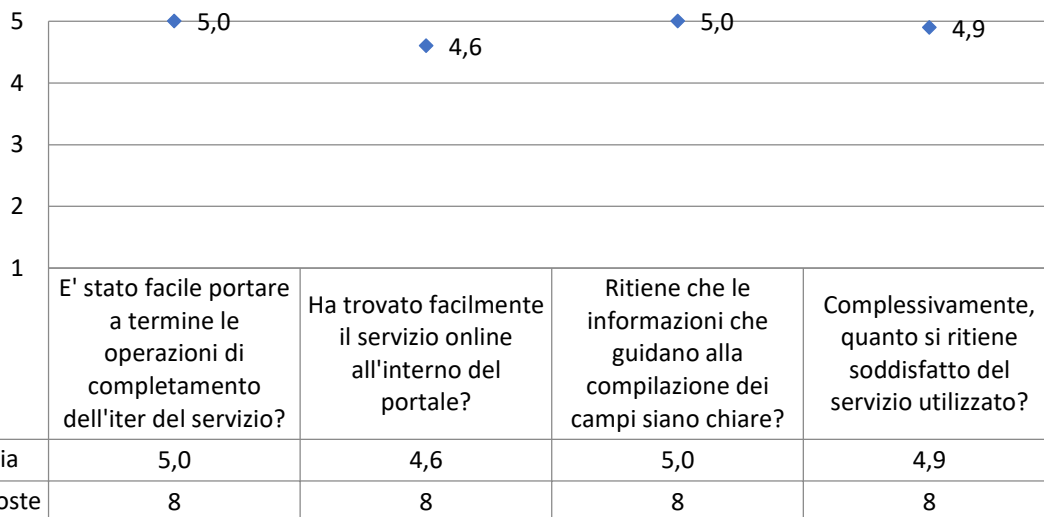 5
5,0
4,6
5,0
4,9
4
3
2
1
E' stato facile portare
a termine le
operazioni di
completamento
dell'iter del servizio?
Ha trovato facilmente
il servizio online
all'interno del
portale?
Ritiene che le
informazioni che
guidano alla
compilazione dei
campi siano chiare?
Complessivamente,
quanto si ritiene
soddisfatto del
servizio utilizzato?
ia 5,0 4,6 5,0 4,9
oste 8 8 8 8